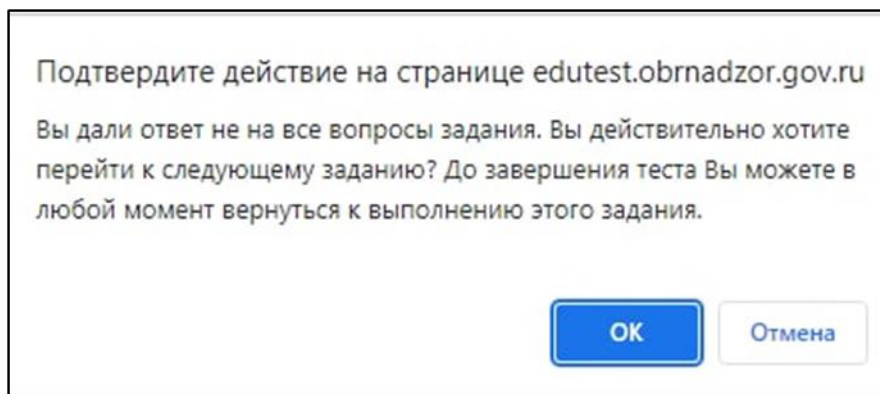 Подтвердите действие на странице edutest.obrnadzor.gov.ru
Вы дали ответ не на все вопросы задания. Вы действительно хотите
перейти к следующему заданию? До завершения теста Вы можете в
любой момент вернуться к выполнению этого задания.
ОК
Отмена